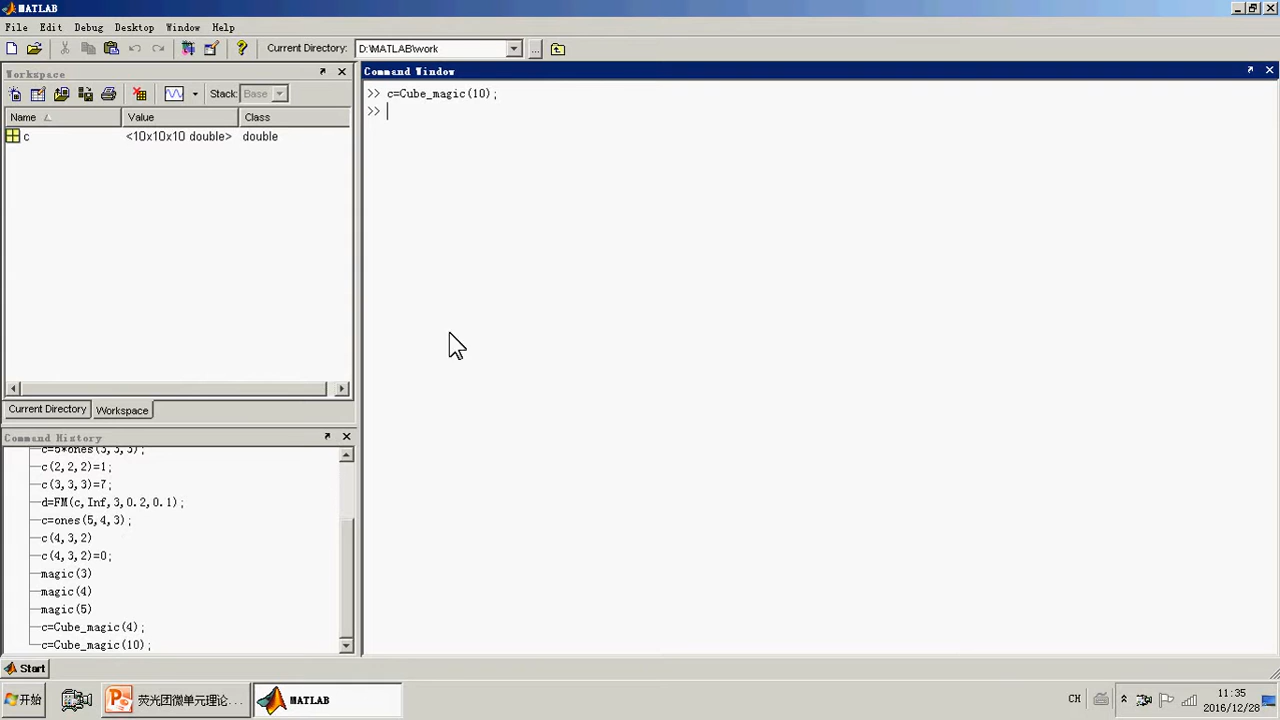 MATLAB
File Edit Debug Desktop Window Help
Current Directory: D:\MATLAB\work ...
Workspace
Stack: Base
Name Value Class
c <10x10x10 double> double
Current Directory Workspace
Command History
c=5*ones(3,3,3);
c(2,2,2)=1;
c(3,3,3)=7;
d=FM(c,Inf,3,0.2,0.1);
c=ones(5,4,3);
c(4,3,2)
c(4,3,2)=0;
magic(3)
magic(4)
magic(5)
c=Cube_magic(4);
c=Cube_magic(10);
Command Window
>> c=Cube_magic(10);
>>
Start
开始
荧光团微单元理论...
MATLAB
CH
11:35
2016/12/28